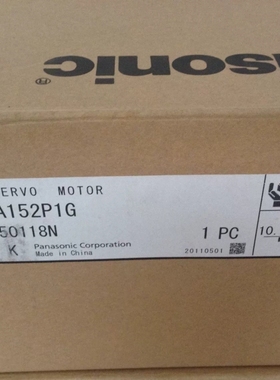 sonic
ERVO MOTOR
A152P1G
50118N
1 PC
10.
K Panasonic Corporation
Made in China
20110501